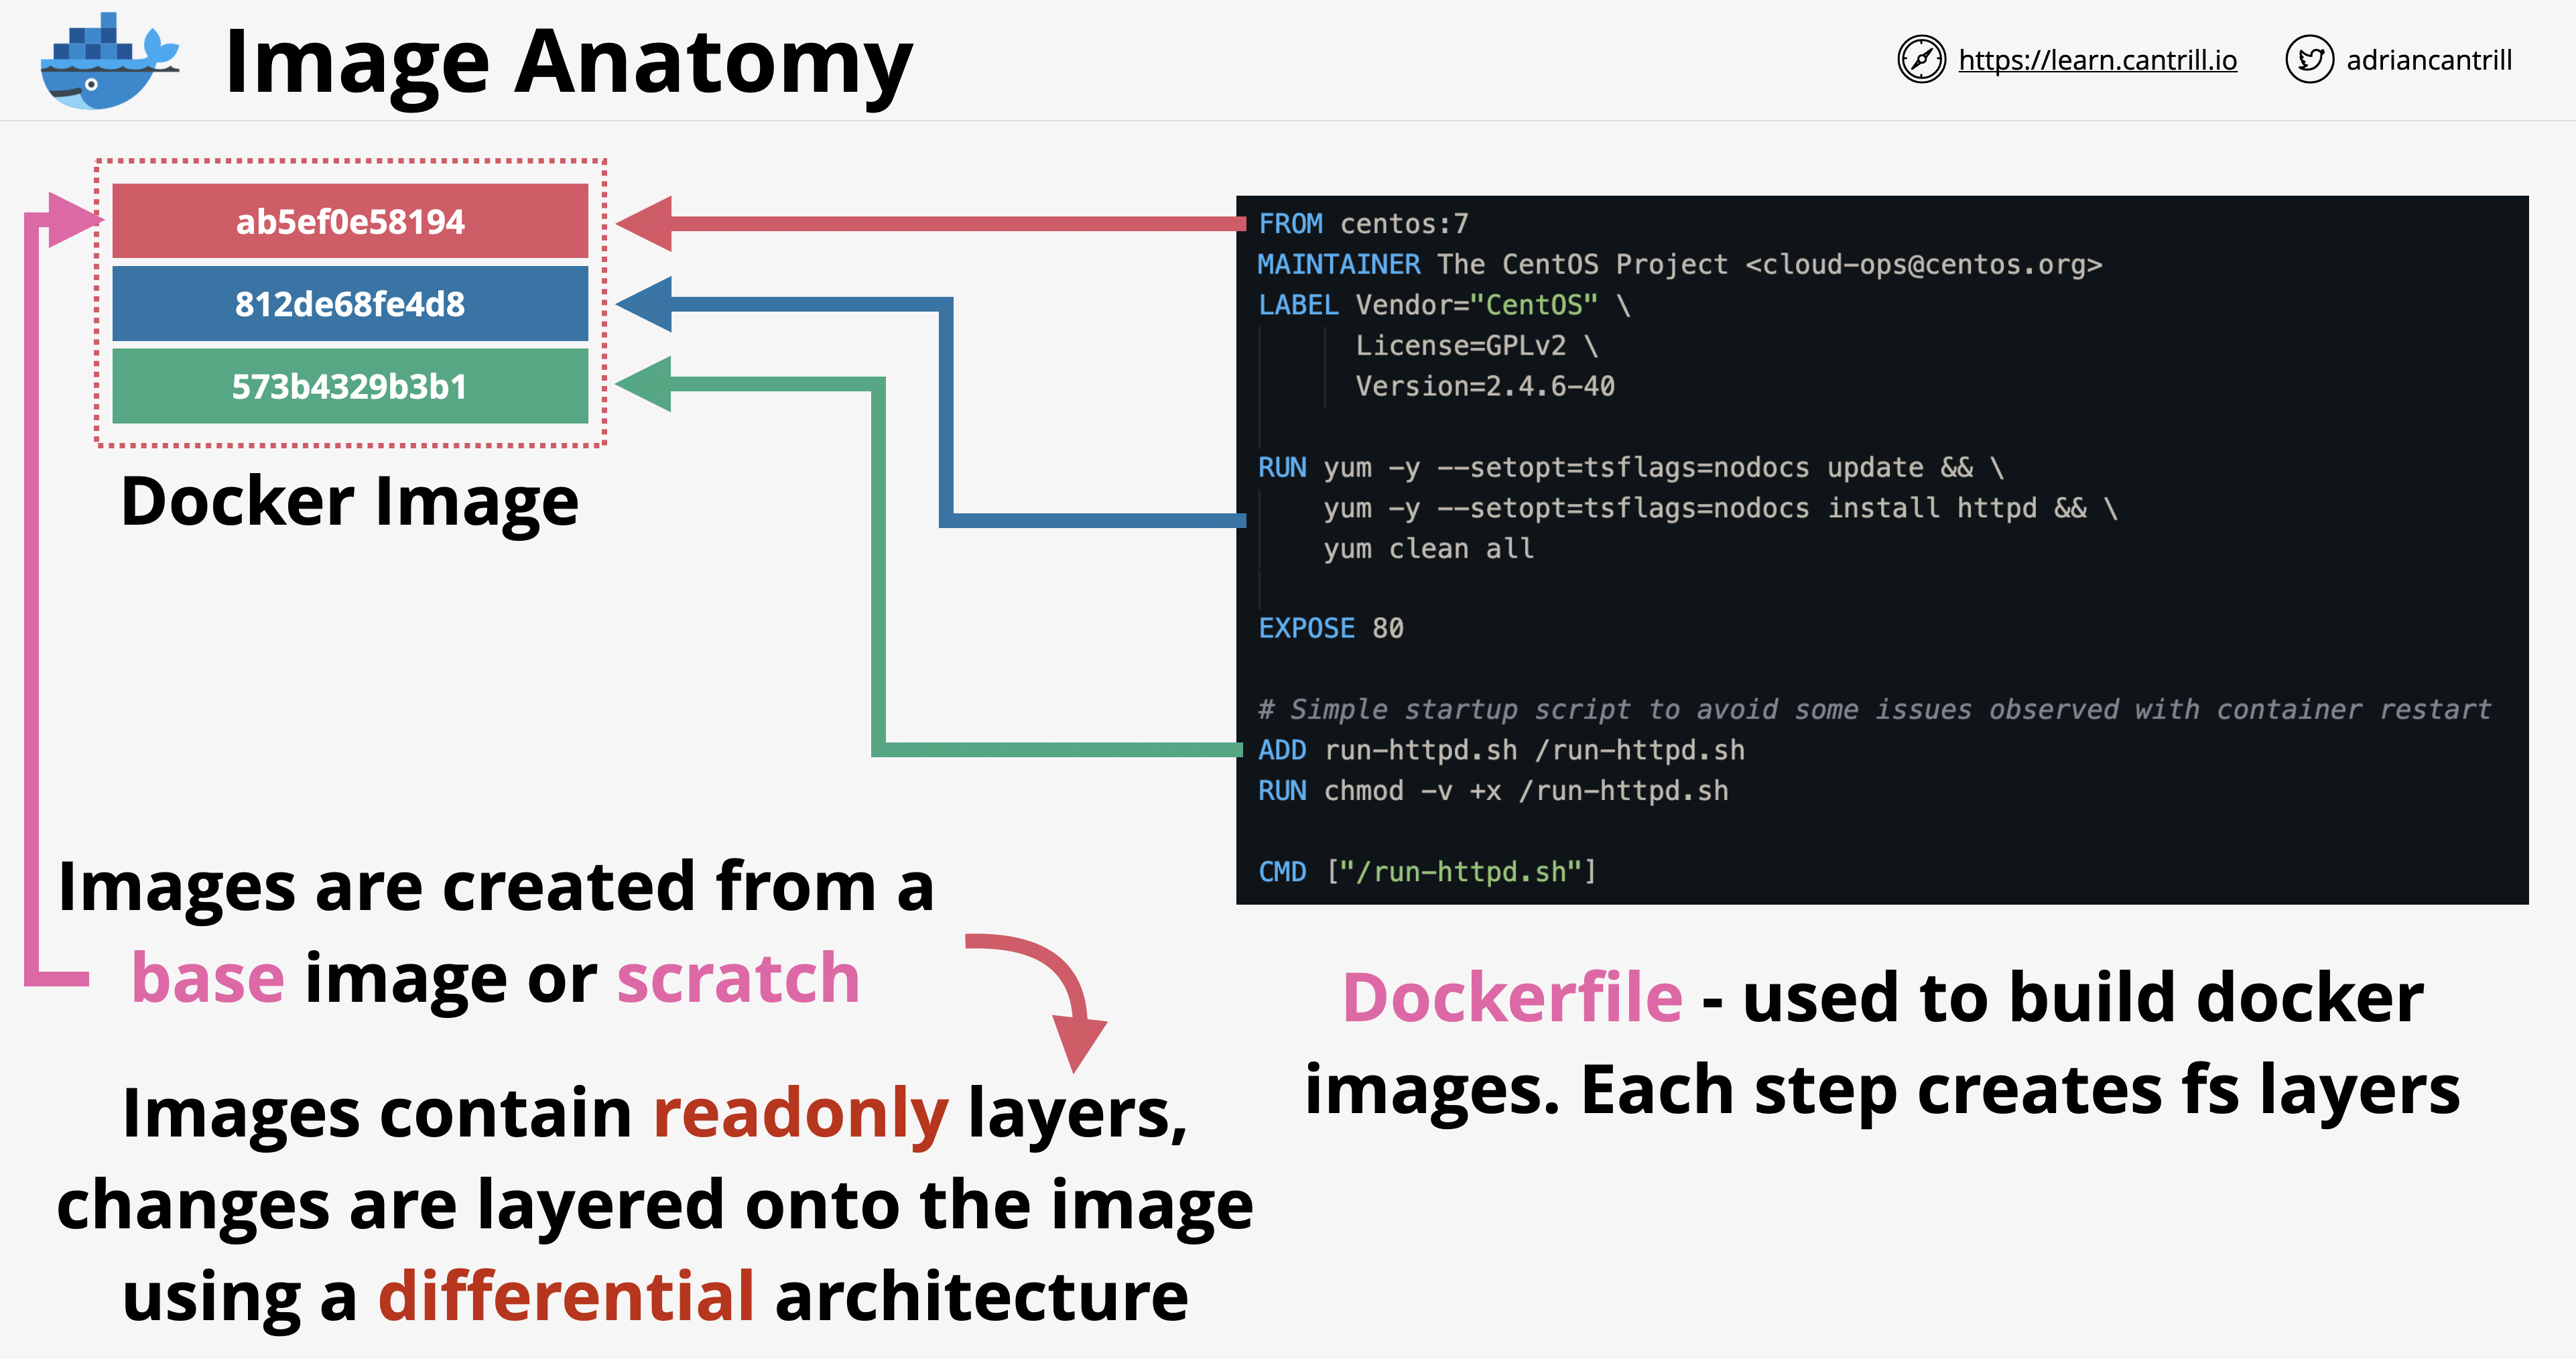 Image Anatomy
https://learn.cantrill.io
adriancantrill
ab5ef0e58194
812de68fe4d8
573b4329b3b1
Docker Image
FROM centos:7
MAINTAINER The CentOS Project <cloud-ops@centos.org>
LABEL Vendor="CentOS" \
License=GPLv2 \
Version=2.4.6-40
RUN yum -y --setopt=tsflags=nodocs update && \
yum -y --setopt=tsflags=nodocs install httpd && \
yum clean all
EXPOSE 80
# Simple startup script to avoid some issues observed with container restart
ADD run-httpd.sh /run-httpd.sh
RUN chmod -v +x /run-httpd.sh
CMD ["/run-httpd.sh"]
Images are created from a
base image or scratch
Images contain readonly layers,
changes are layered onto the image
using a differential architecture
Dockerfile - used to build docker
images. Each step creates fs layers